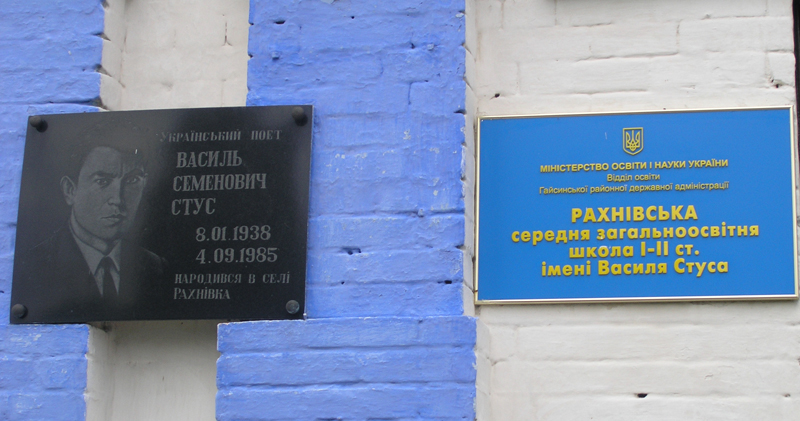 УКРАЇНСЬКИЙ ПОЕТ
ВАСИЛЬ
СЕМЕНОВИЧ
СТУС
8.01.1938
4.09.1985
НАРОДИВСЯ В СЕЛІ
РАХНІВКА
МІНІСТЕРСТВО ОСВІТИ І НАУКИ УКРАЇНИ
Відділ освіти
Гайсинської районної державної адміністрації
РАХНІВСЬКА
середня загальноосвітня
школа І-ІІ ст.
імені Василя Стуса